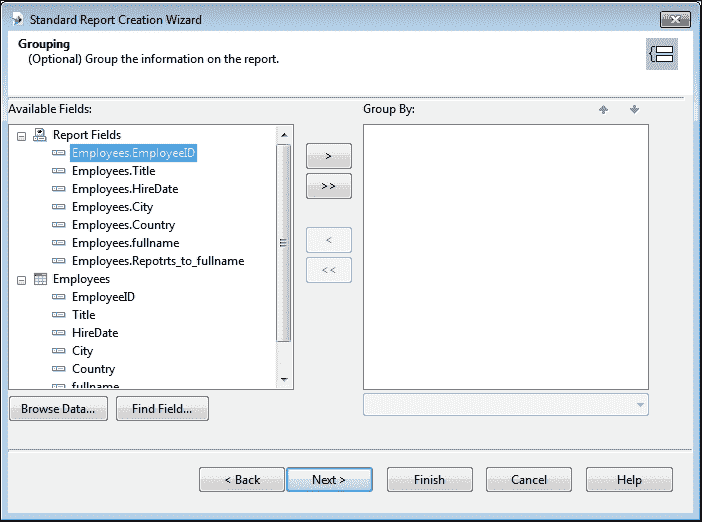 Standard Report Creation Wizard
Grouping
(Optional) Group the information on the report.
Available Fields:
Group By:
Report Fields
Employees.EmployeeID
Employees.Title
Employees.HireDate
Employees.City
Employees.Country
Employees.fullname
Employees.Repotrts_to_fullname
Employees
EmployeeID
Title
HireDate
City
Country
fullname
>
>>
<
<<
Browse Data...
Find Field...
< Back
Next >
Finish
Cancel
Help